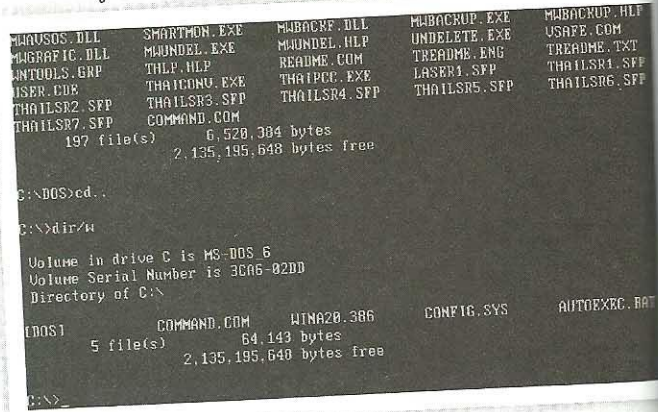 MWAVSOS.DLL SMARTMON.EXE MWBACKF.DLL MWBACKUP.EXE MWBACKUP.HLP
MWGRAFIC.DLL MWUNDEL.EXE MWUNDEL.HLP UNDELETE.EXE VSAFE.COM
WNTOOLS.GRP THLP.HLP README.COM TREADME.ENG TREADME.TXT
USER.CDR THAICONV.EXE THAIPCC.EXE LASER1.SFP THAILSR1.SFP
THAILSR2.SFP THAILSR3.SFP THAILSR4.SFP THAILSR5.SFP THAILSR6.SFP
THAILSR7.SFP COMMAND.COM
197 file(s) 6,520,384 bytes
2,135,195,648 bytes free
C:\DOS>cd..
C:\>dir/w
Volume in drive C is MS-DOS_6
Volume Serial Number is 3CA6-02DD
Directory of C:\
[DOS] COMMAND.COM WINA20.386 CONFIG.SYS AUTOEXEC.BAT
5 file(s) 64,143 bytes
2,135,195,648 bytes free
C:\>_